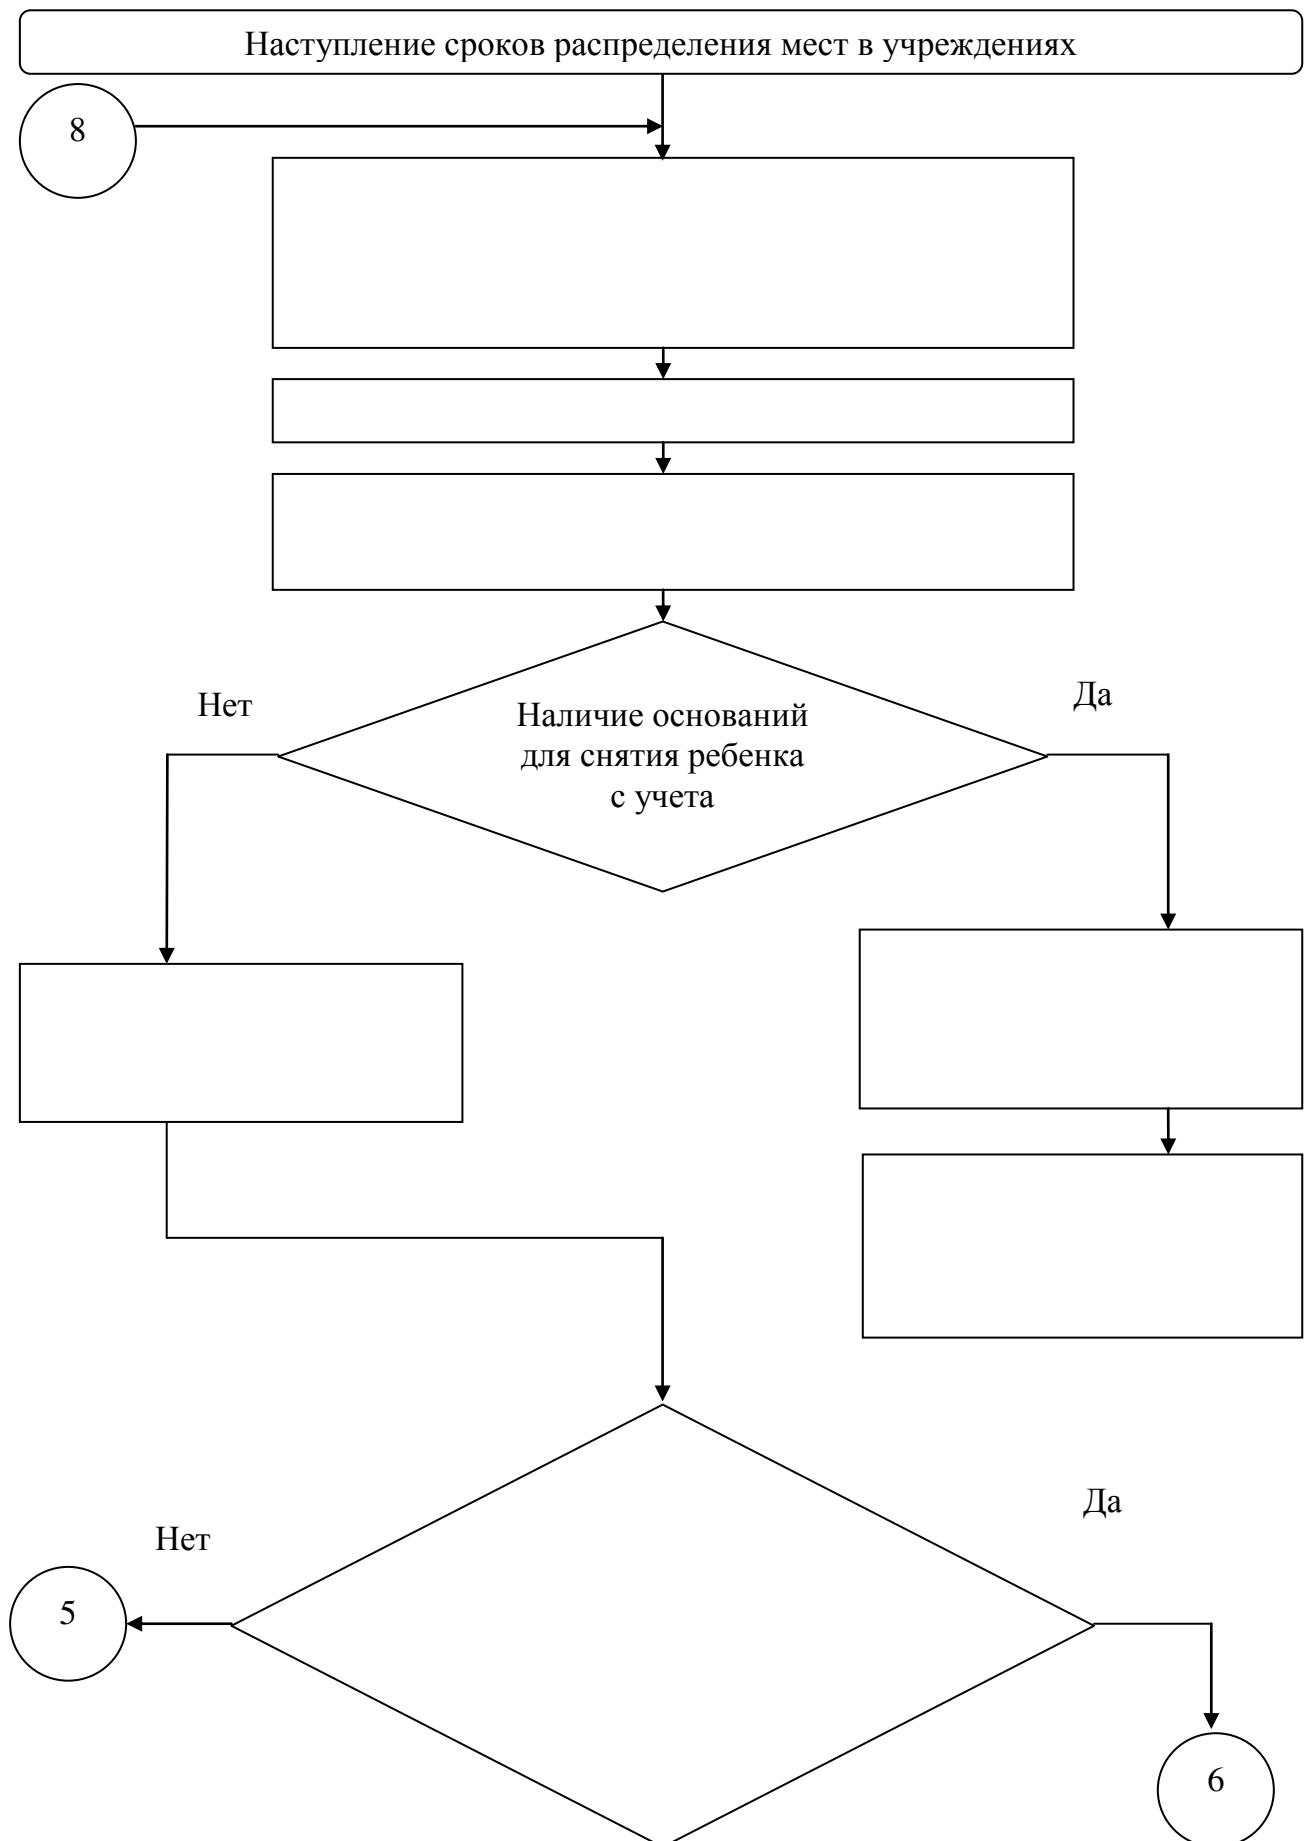 Наступление сроков распределения мест в учреждениях
8
Нет
Да
Наличие оснований
для снятия ребенка
с учета
Да
Нет
5
6